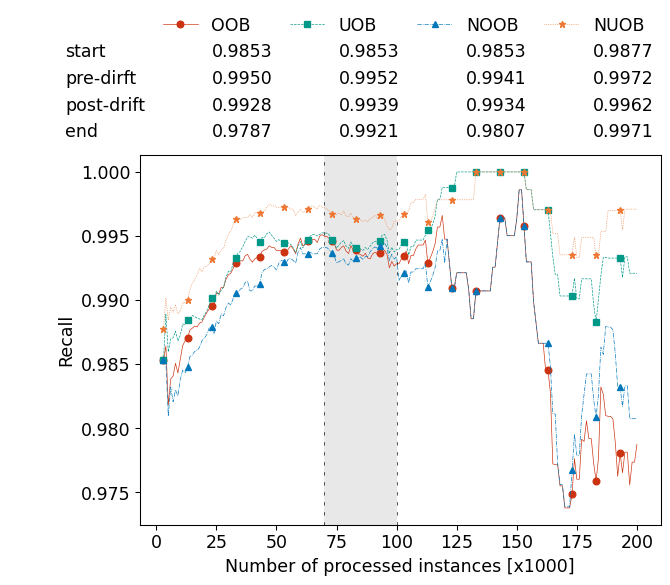 OOB UOB NOOB NUOB
start 0.9853 0.9853 0.9853 0.9877
pre-dirft 0.9950 0.9952 0.9941 0.9972
post-drift 0.9928 0.9939 0.9934 0.9962
end 0.9787 0.9921 0.9807 0.9971
1.000
0.995
0.990
0.985
0.980
0.975
Recall
0 25 50 75 100 125 150 175 200
Number of processed instances [x1000]